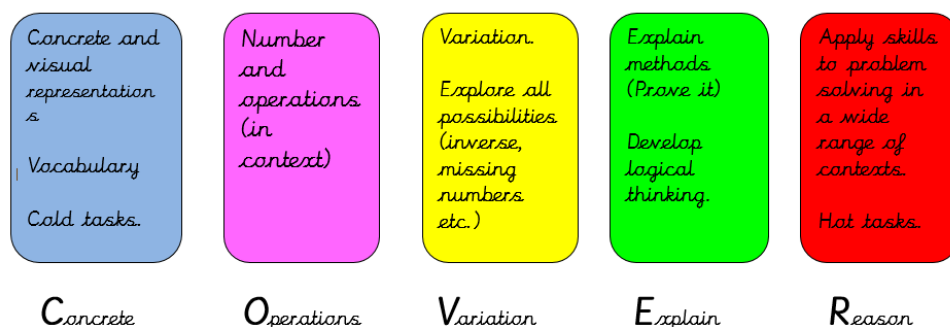 Concrete and
visual
representation
s
Vocabulary
Cold tasks.
Number
and
operations
(in
context)
Variation.
Explore all
possibilities
(inverse,
missing
numbers
etc.)
Explain
methods
(Prove it)
Develop
logical
thinking.
Apply skills
to problem
solving in
a wide
range of
contexts.
Hot tasks.
Concrete
Operations
Variation
Explain
Reason